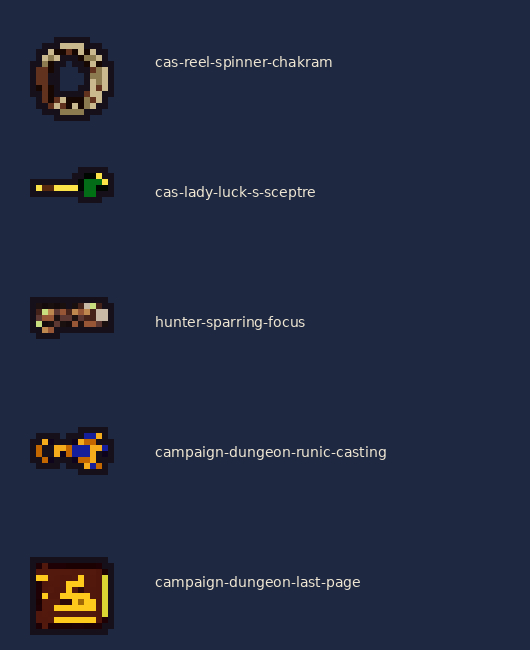 cas-reel-spinner-chakram
cas-lady-luck-s-sceptre
hunter-sparring-focus
campaign-dungeon-runic-casting
campaign-dungeon-last-page